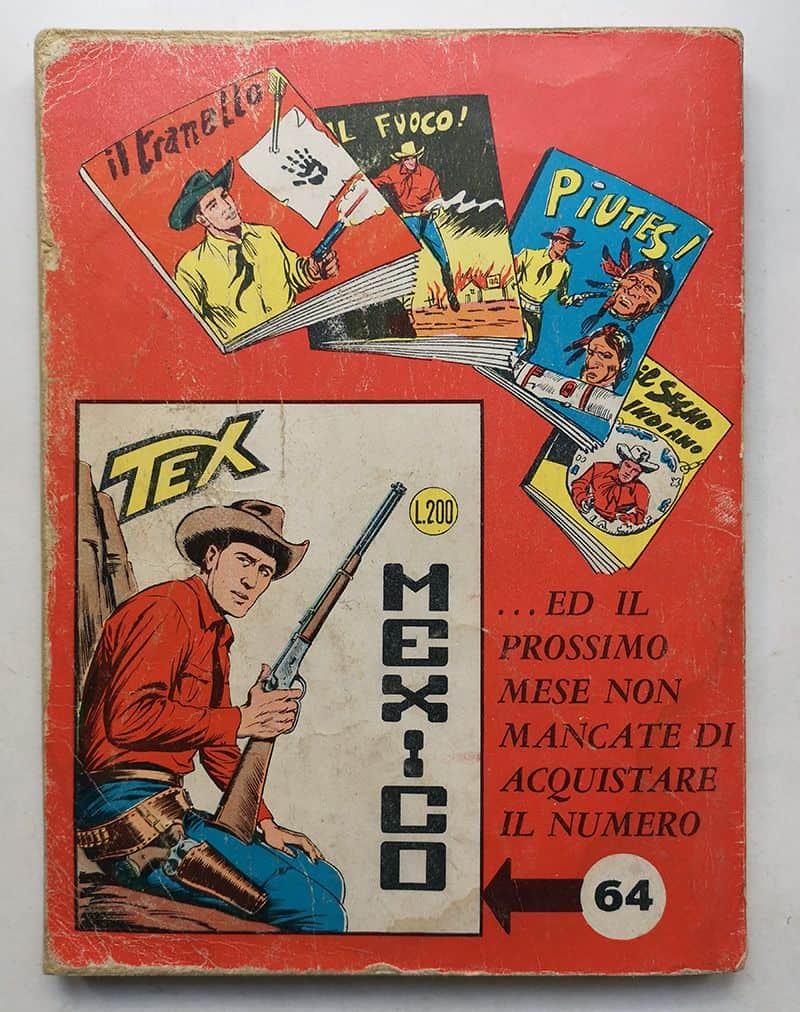 il tranello
IL FUOCO!
PIUTES!
il SEGNO
INDIANO
TEX
L.200
MEXICO
...ED IL
PROSSIMO
MESE NON
MANCATE DI
ACQUISTARE
IL NUMERO
64